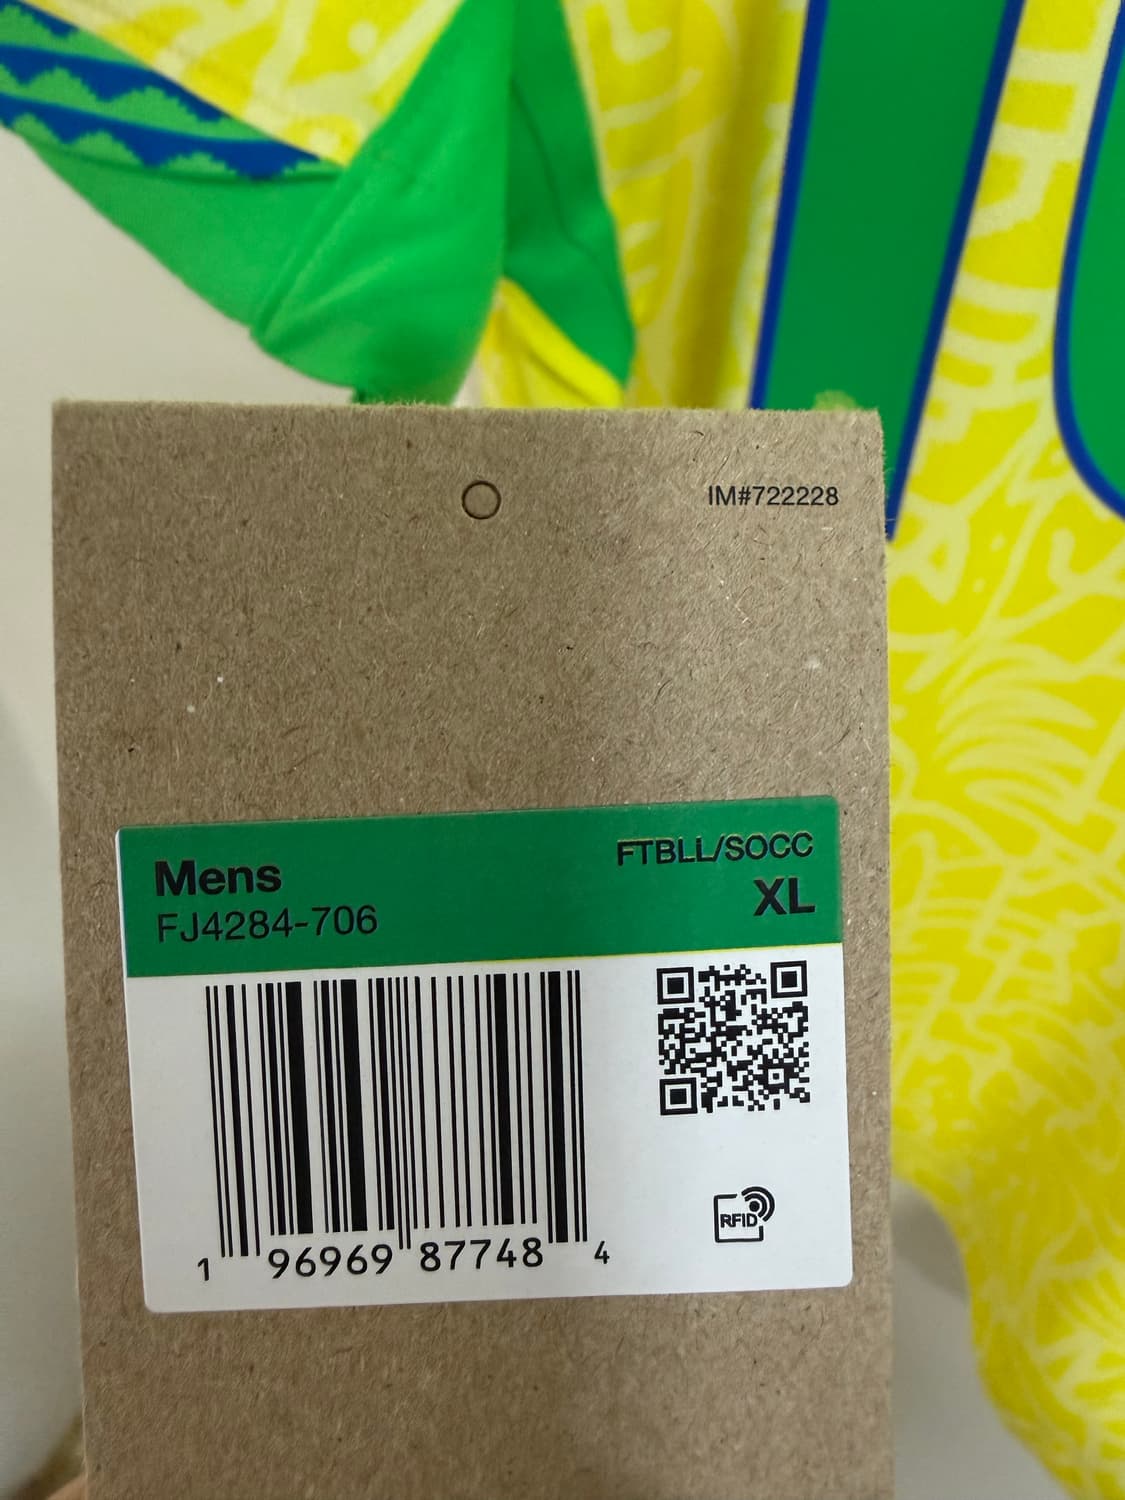 IM#722228
Mens
FTBLL/SOCC
FJ4284-706
XL
1 96969 87748 4
RFID